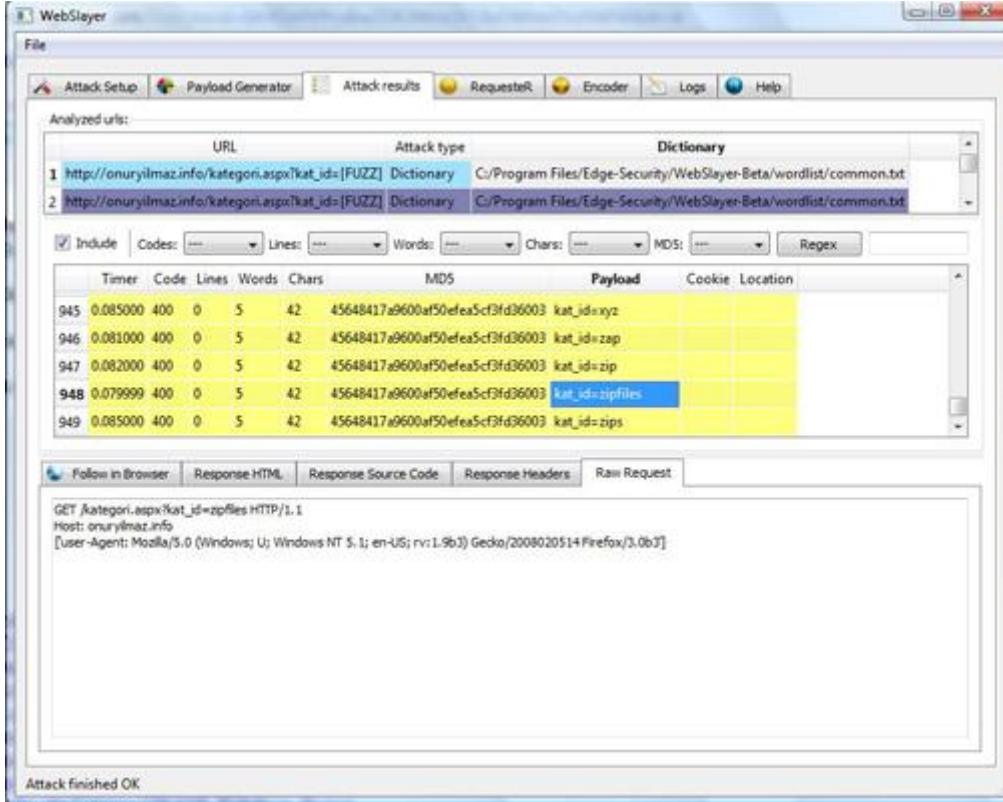 WebSlayer
File
Attack Setup Payload Generator Attack results RequesteR Encoder Logs Help
Analyzed urls:
URL Attack type Dictionary
1 http://onuryilmaz.info/kategori.aspx?kat_id=[FUZZ] Dictionary C:/Program Files/Edge-Security/WebSlayer-Beta/wordlist/common.txt
2 http://onuryilmaz.info/kategori.aspx?kat_id=[FUZZ] Dictionary C:/Program Files/Edge-Security/WebSlayer-Beta/wordlist/common.txt
Include Codes: --- Lines: --- Words: --- Chars: --- MD5: --- Regex
Timer Code Lines Words Chars MD5 Payload Cookie Location
945 0.085000 400 0 5 42 45648417a9600af50efea5cf3fd36003 kat_id=xyz
946 0.081000 400 0 5 42 45648417a9600af50efea5cf3fd36003 kat_id=zap
947 0.082000 400 0 5 42 45648417a9600af50efea5cf3fd36003 kat_id=zip
948 0.079999 400 0 5 42 45648417a9600af50efea5cf3fd36003 kat_id=zipfiles
949 0.085000 400 0 5 42 45648417a9600af50efea5cf3fd36003 kat_id=zips
Follow in Browser Response HTML Response Source Code Response Headers Raw Request
GET /kategori.aspx?kat_id=zipfiles HTTP/1.1
Host: onuryilmaz.info
['user-Agent: Mozilla/5.0 (Windows; U; Windows NT 5.1; en-US; rv:1.9b3) Gecko/2008020514 Firefox/3.0b3']
Attack finished OK